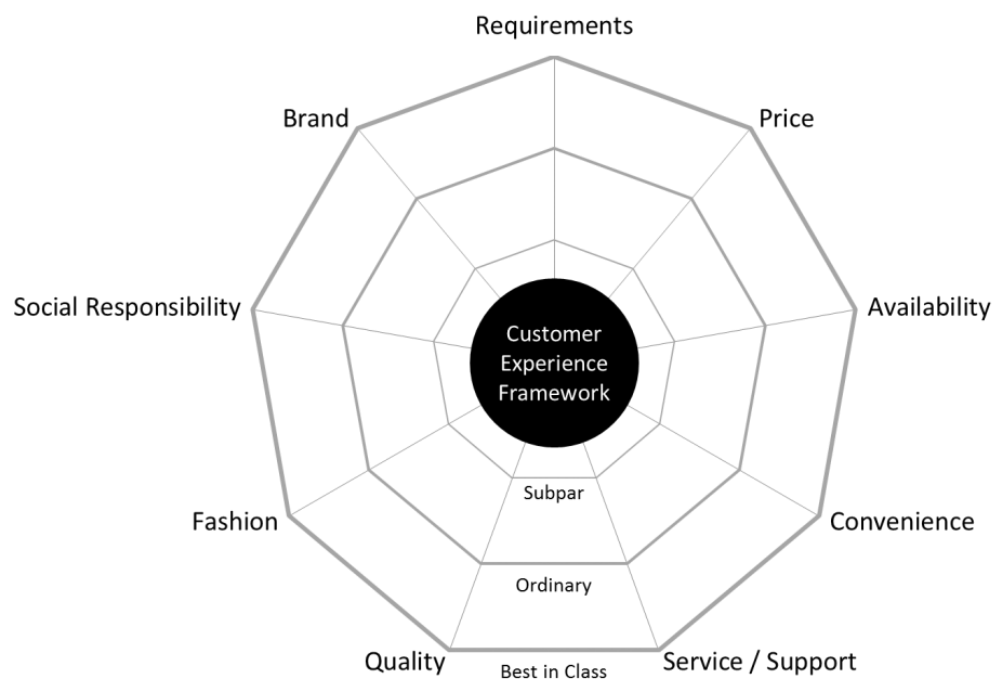 Requirements
Brand
Price
Social Responsibility
Availability
Customer
Experience
Framework
Subpar
Fashion
Convenience
Ordinary
Quality
Best in Class
Service / Support